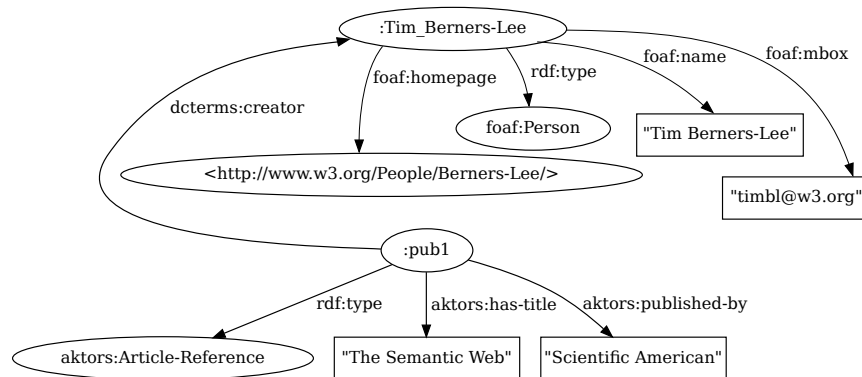 :Tim_Berners-Lee
foaf:mbox
foaf:name
rdf:type
foaf:homepage
dcterms:creator
foaf:Person
"Tim Berners-Lee"
<http://www.w3.org/People/Berners-Lee/>
"timbl@w3.org"
:pub1
rdf:type
aktors:has-title
aktors:published-by
aktors:Article-Reference
"The Semantic Web"
"Scientific American"